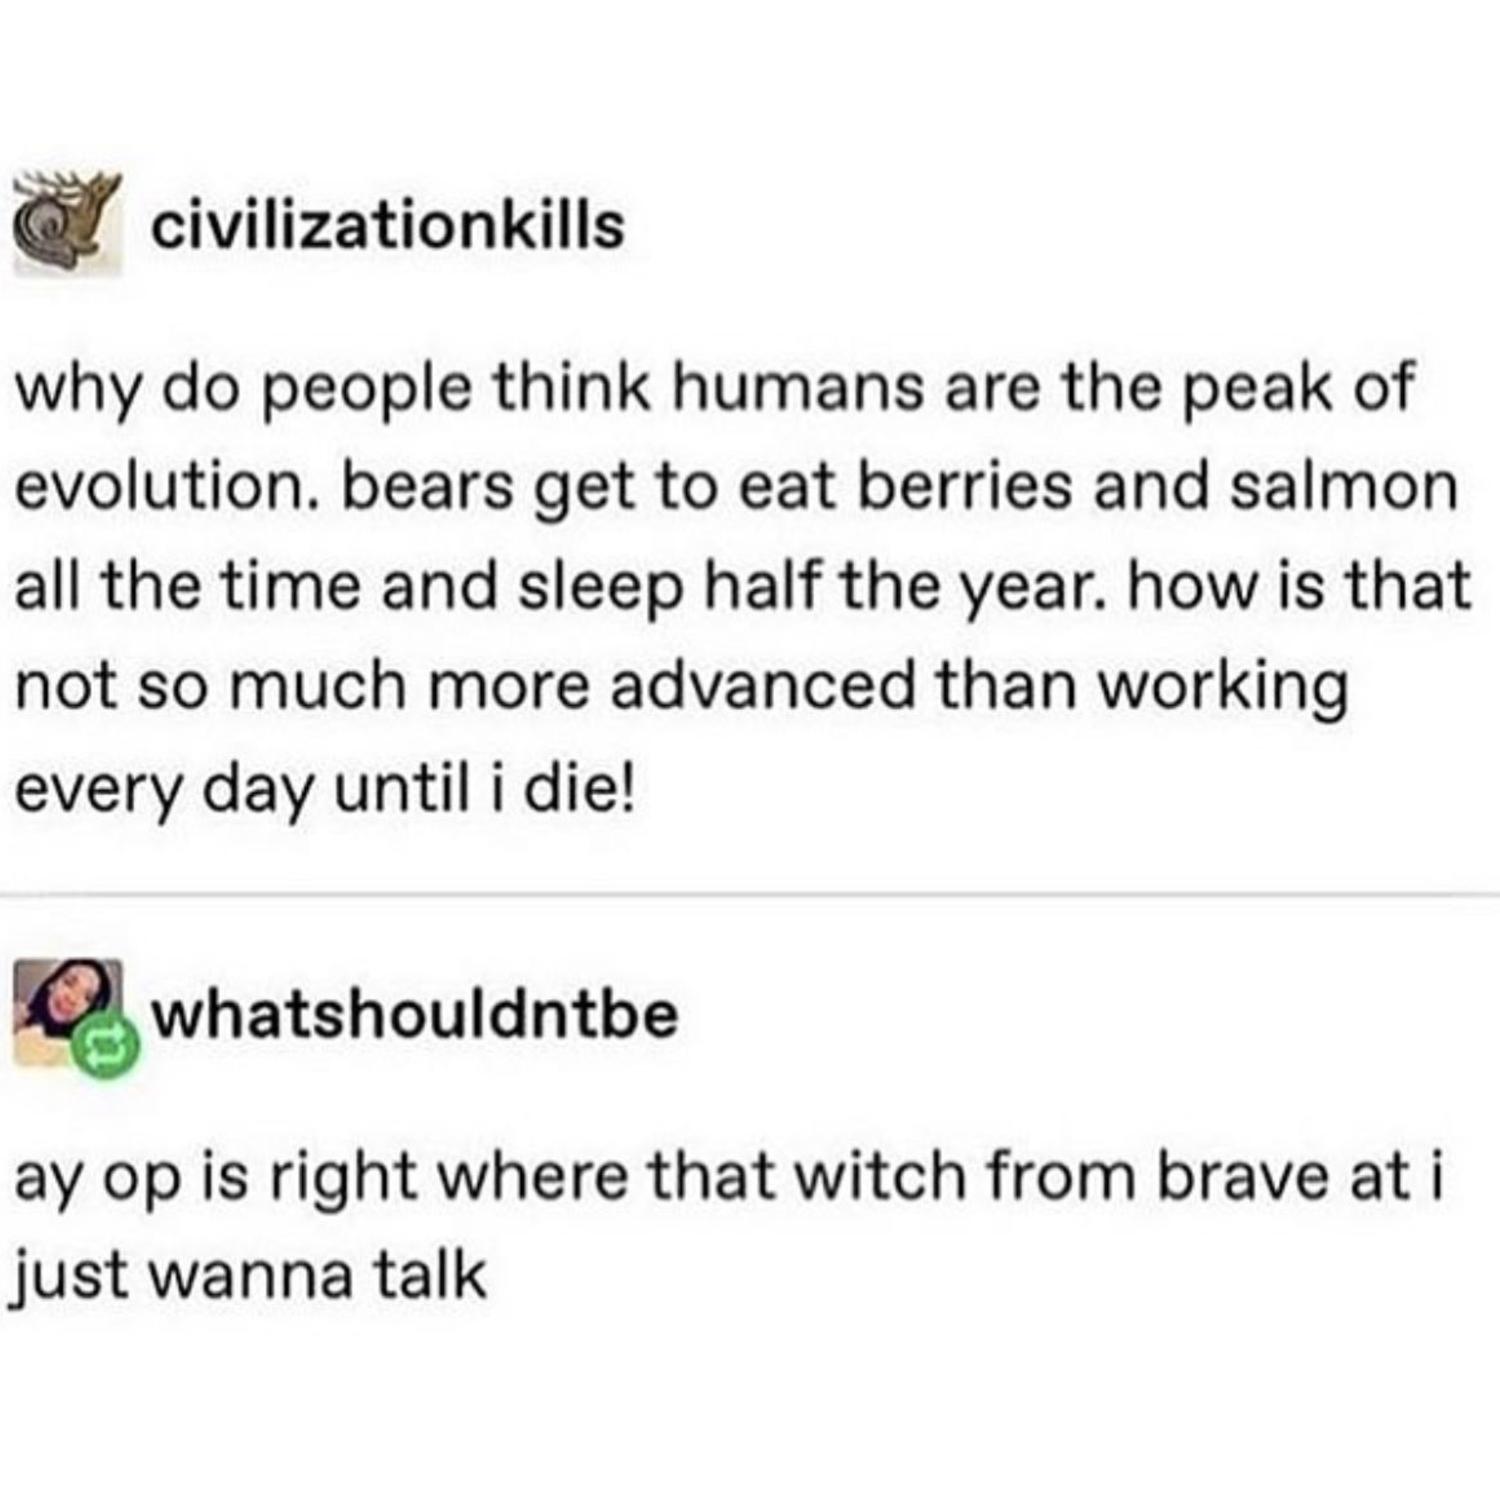 civilizationkills
why do people think humans are the peak of
evolution. bears get to eat berries and salmon
all the time and sleep half the year. how is that
not so much more advanced than working
every day until i die!
whatshouldntbe
ay op is right where that witch from brave at i
just wanna talk